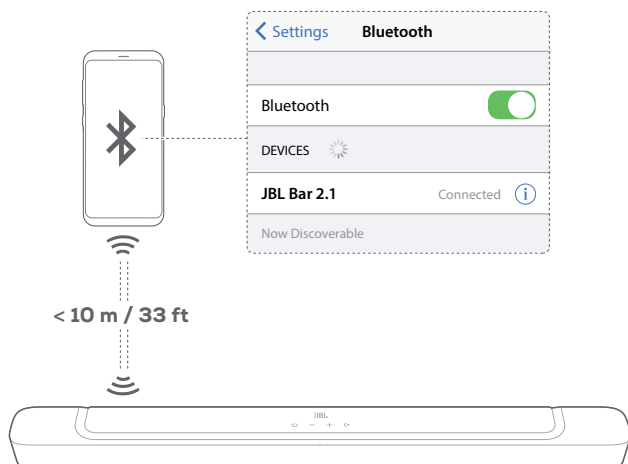 Settings Bluetooth
Bluetooth
DEVICES
JBL Bar 2.1 Connected
Now Discoverable
< 10 m / 33 ft
JBL